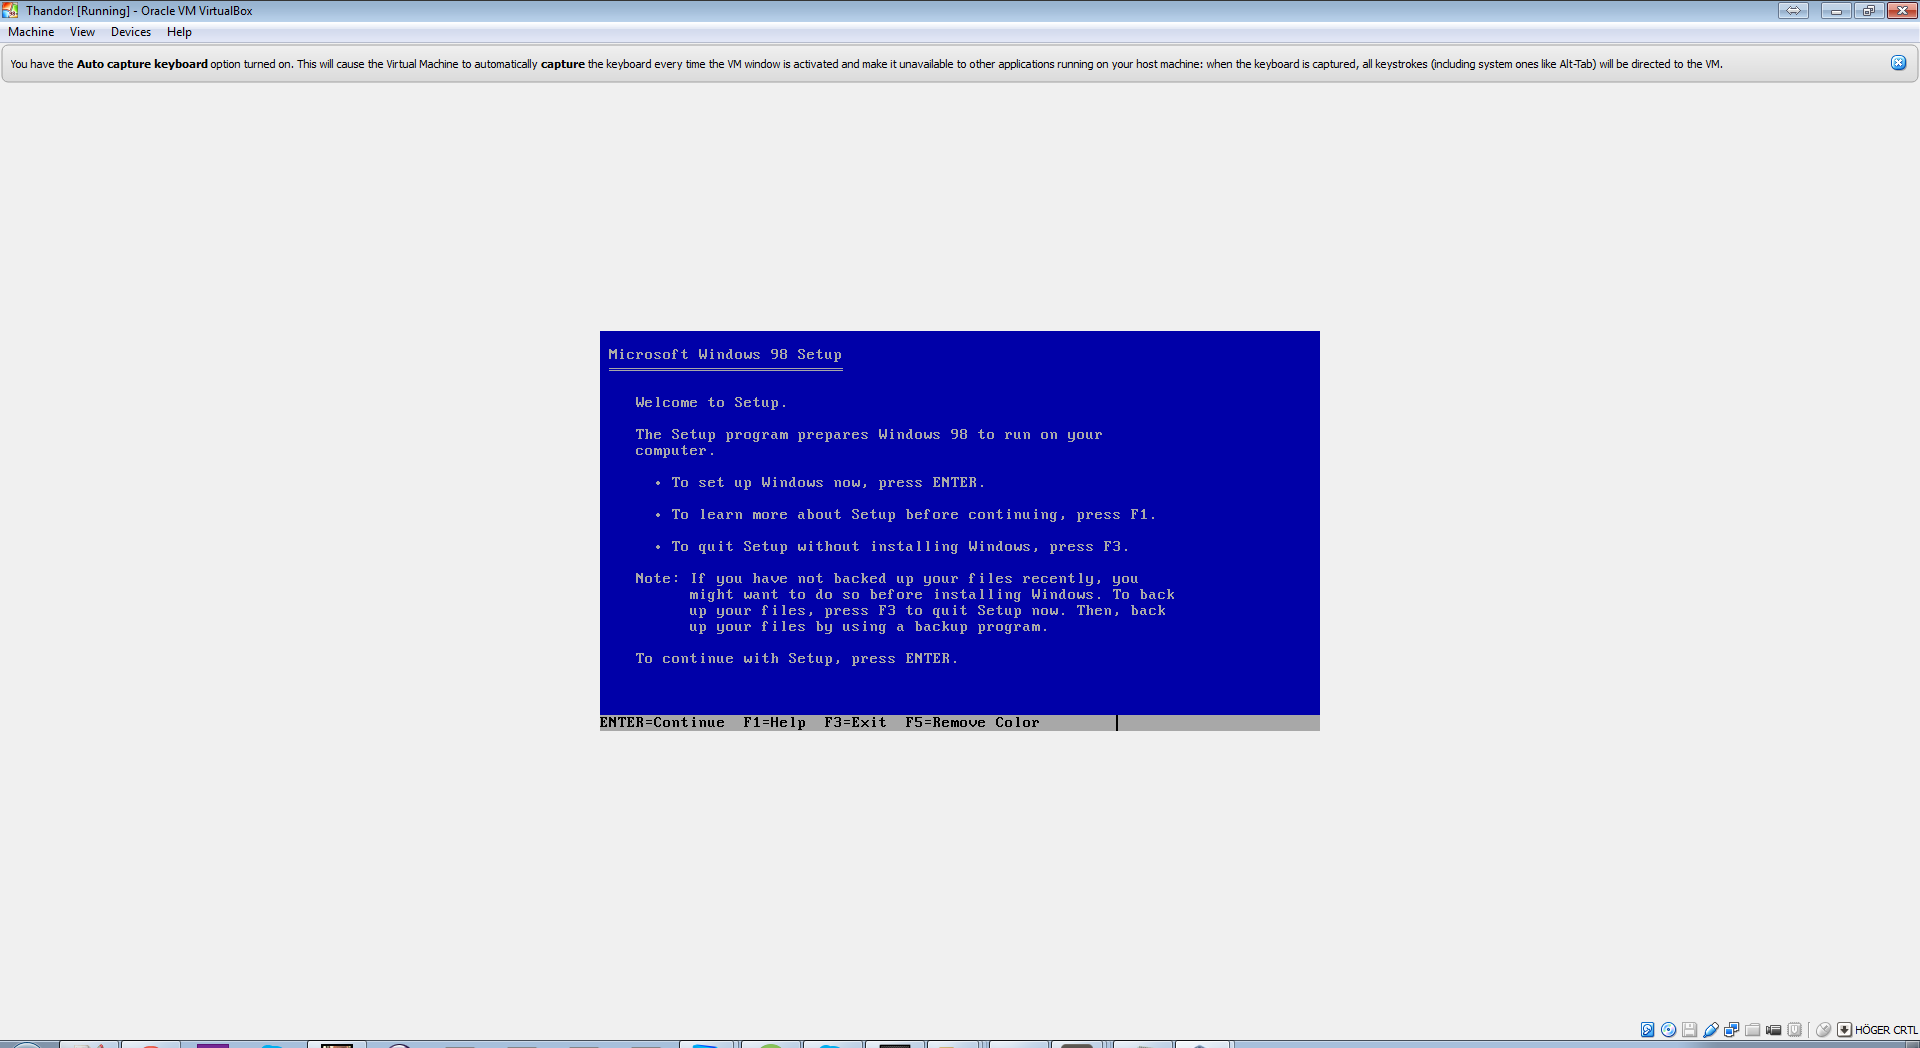 Thandor! [Running] - Oracle VM VirtualBox
Machine View Devices Help
You have the Auto capture keyboard option turned on. This will cause the Virtual Machine to automatically capture the keyboard every time the VM window is activated and make it unavailable to other applications running on your host machine: when the keyboard is captured, all keystrokes (including system ones like Alt-Tab) will be directed to the VM.
Microsoft Windows 98 Setup
Welcome to Setup.
The Setup program prepares Windows 98 to run on your
computer.
• To set up Windows now, press ENTER.
• To learn more about Setup before continuing, press F1.
• To quit Setup without installing Windows, press F3.
Note: If you have not backed up your files recently, you
might want to do so before installing Windows. To back
up your files, press F3 to quit Setup now. Then, back
up your files by using a backup program.
To continue with Setup, press ENTER.
ENTER=Continue F1=Help F3=Exit F5=Remove Color
HÖGER CRTL